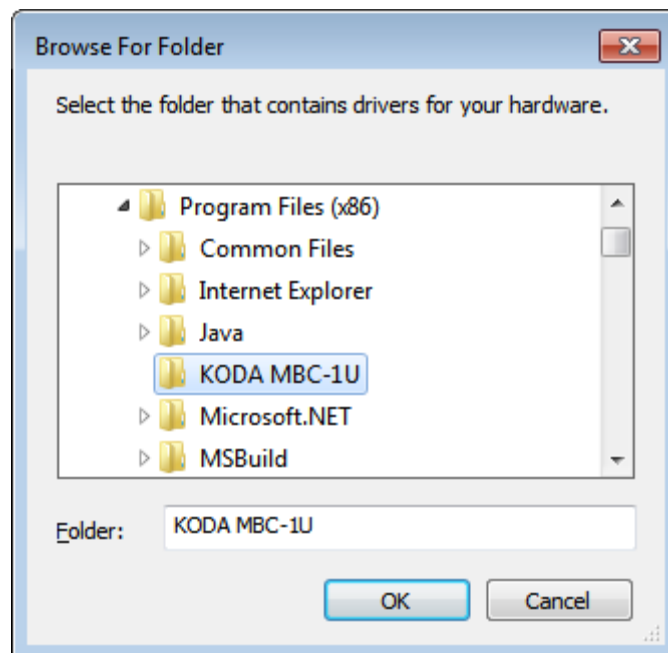 Browse For Folder
Select the folder that contains drivers for your hardware.
Program Files (x86)
Common Files
Internet Explorer
Java
KODA MBC-1U
Microsoft.NET
MSBuild
Folder: KODA MBC-1U
OK Cancel